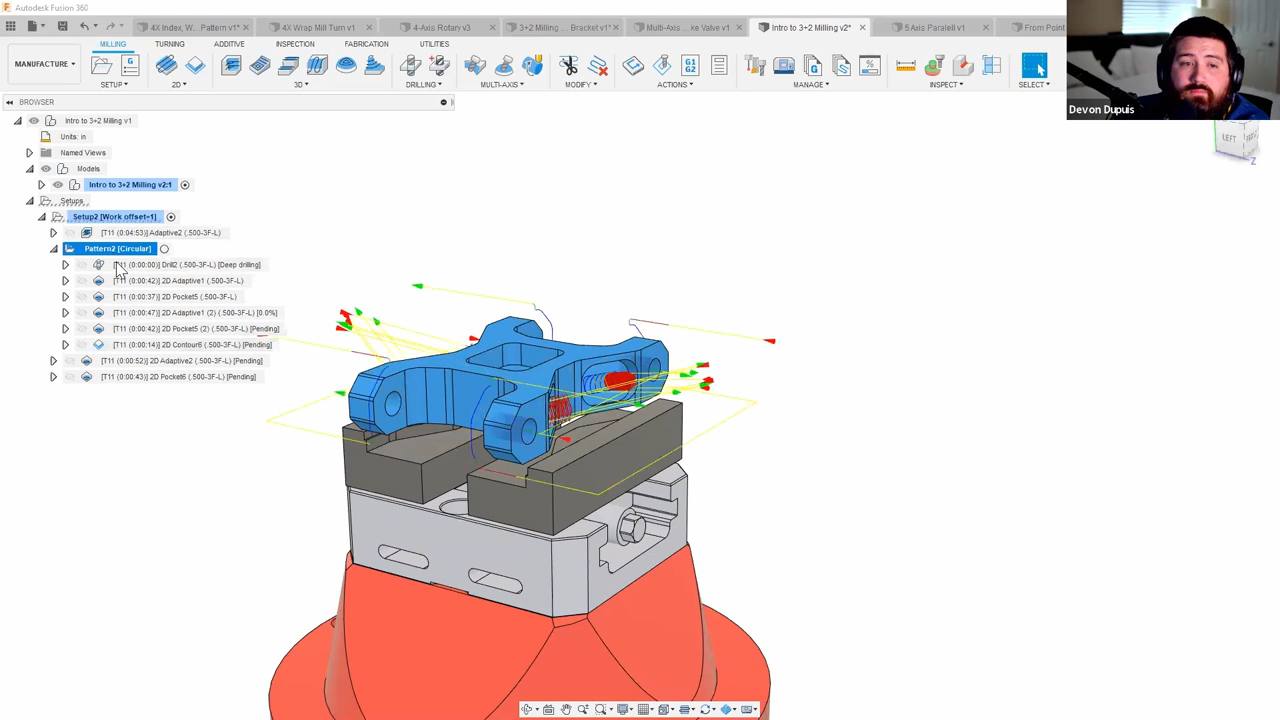 Autodesk Fusion 360
4X Index, W... Pattern v1*
4X Wrap Mill Turn v1
4-Axis Rotary v3
3+2 Milling ... Bracket v1*
Multi-Axis ... ke Valve v1
Intro to 3+2 Milling v2*
5 Axis Paralell v1
From Point
MILLING TURNING ADDITIVE INSPECTION FABRICATION UTILITIES
MANUFACTURE
G1
G2
SETUP 2D 3D DRILLING MULTI-AXIS MODIFY ACTIONS MANAGE INSPECT SELECT
Devon Dupuis
BROWSER
LEFT
Z
Intro to 3+2 Milling v1
Units: in
Named Views
Models
Intro to 3+2 Milling v2:1
Setups
Setup2 [Work offset=1]
[T11 (0:04:53)] Adaptive2 (.500-3F-L)
Pattern2 [Circular]
[T11 (0:00:00)] Drill2 (.500-3F-L) [Deep drilling]
[T11 (0:00:42)] 2D Adaptive1 (.500-3F-L)
[T11 (0:00:37)] 2D Pocket5 (.500-3F-L)
[T11 (0:00:47)] 2D Adaptive1 (2) (.500-3F-L) [0.0%]
[T11 (0:00:42)] 2D Pocket5 (2) (.500-3F-L) [Pending]
[T11 (0:00:14)] 2D Contour6 (.500-3F-L) [Pending]
[T11 (0:00:52)] 2D Adaptive2 (.500-3F-L) [Pending]
[T11 (0:00:43)] 2D Pocket6 (.500-3F-L) [Pending]